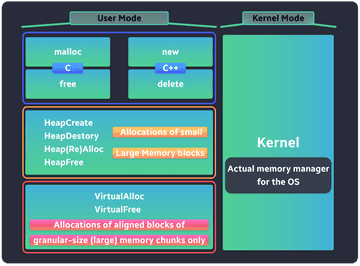 User Mode
Kernel Mode
malloc
new
C
C++
free
delete
HeapCreate
HeapDestory
Heap(Re)Alloc
HeapFree
Allocations of small
Large Memory blocks
VirtualAlloc
VirtualFree
Allocations of aligned blocks of
granular-size (large) memory chunks only
Kernel
Actual memory manager
for the OS